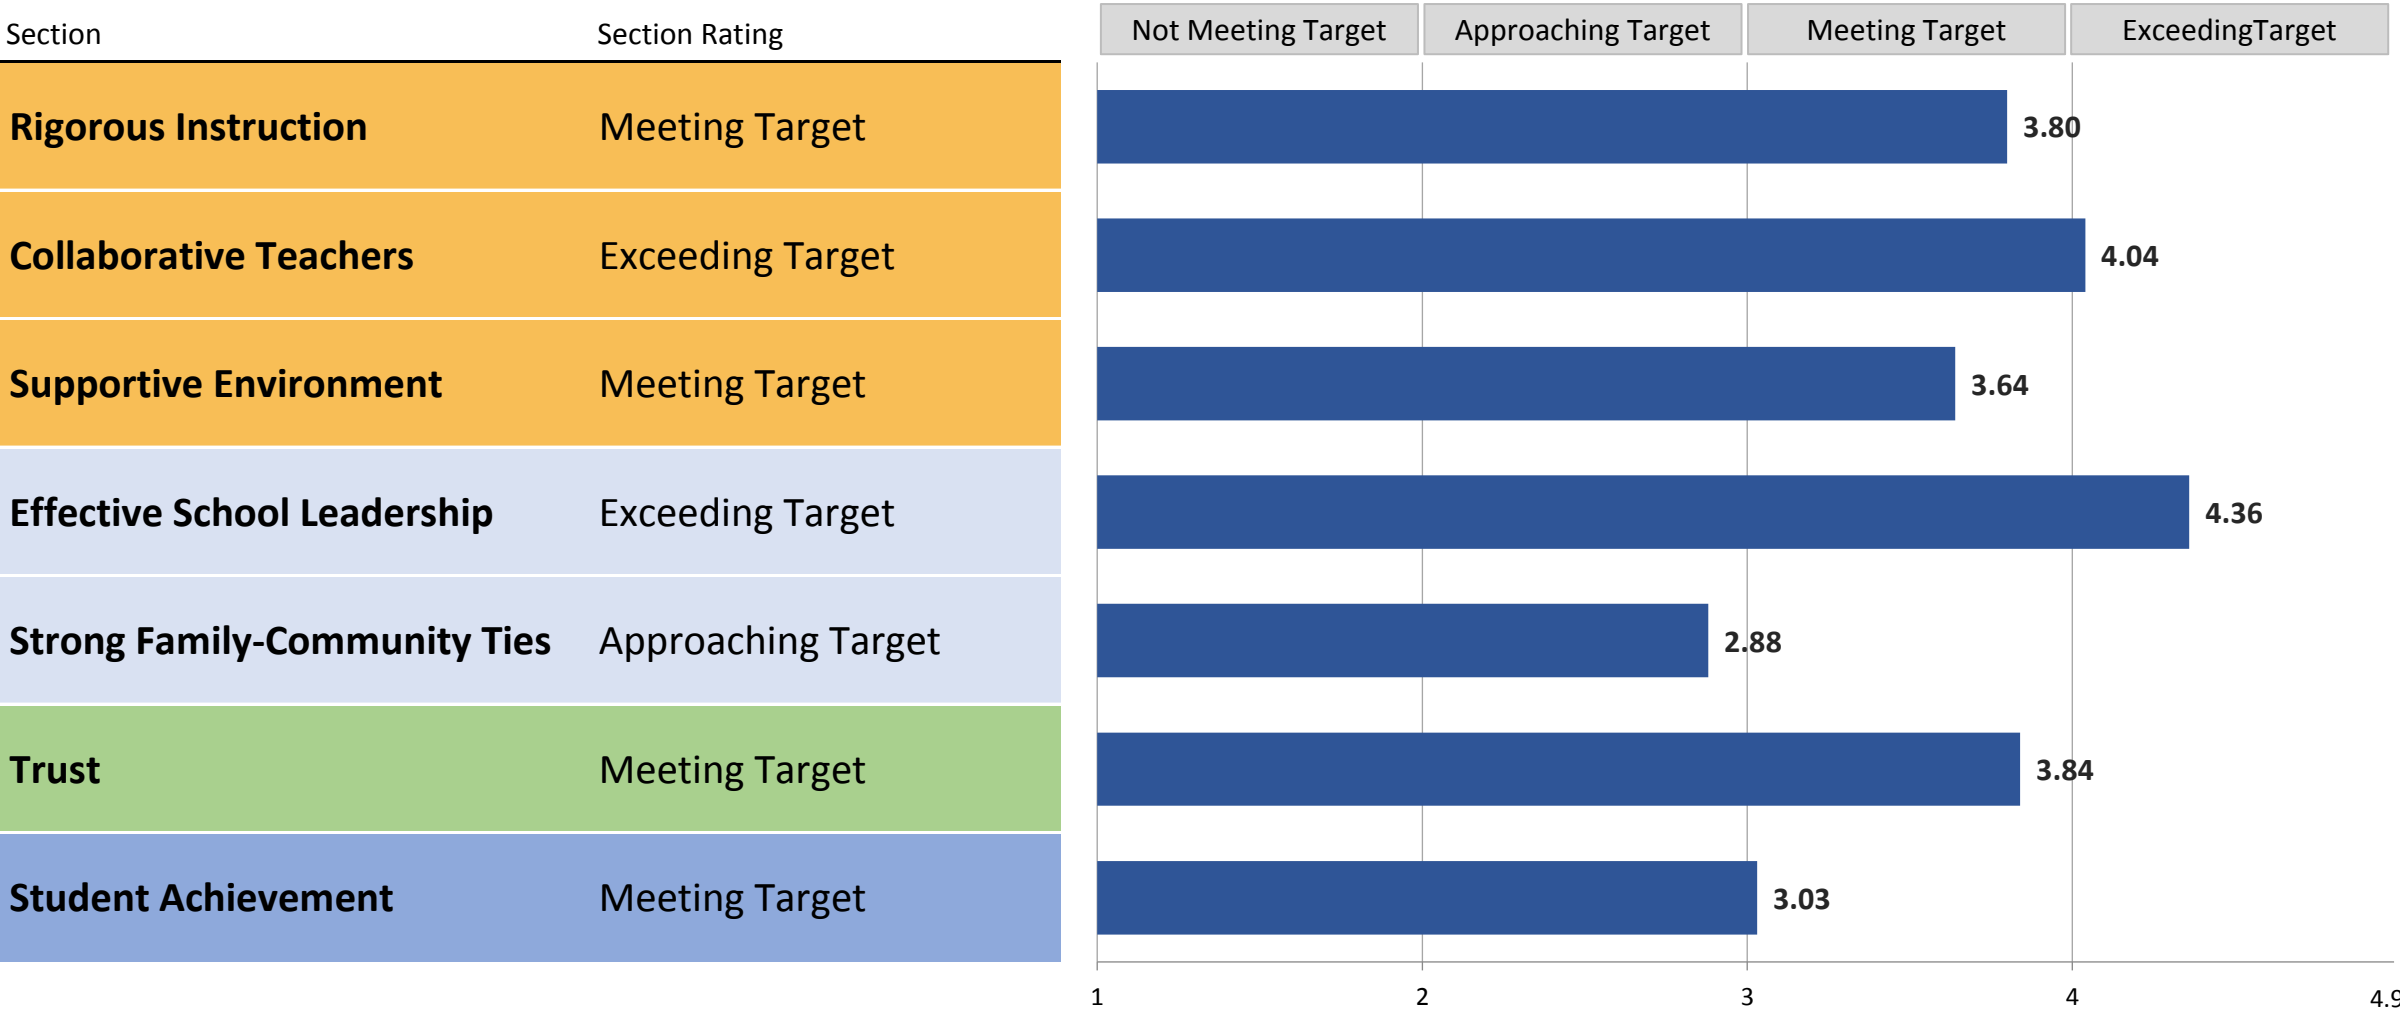 Section Section Rating Not Meeting Target Approaching Target Meeting Target ExceedingTarget
Rigorous Instruction Meeting Target 3.80
Collaborative Teachers Exceeding Target 4.04
Supportive Environment Meeting Target 3.64
Effective School Leadership Exceeding Target 4.36
Strong Family-Community Ties Approaching Target 2.88
Trust Meeting Target 3.84
Student Achievement Meeting Target 3.03
1 2 3 4 4.9